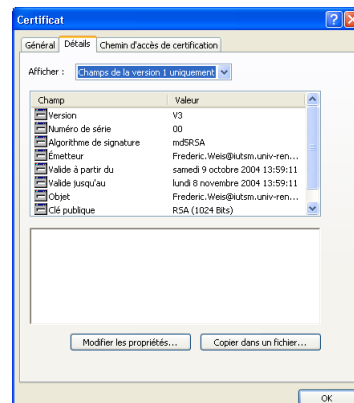 Certificat
Général Détails Chemin d'accès de certification
Afficher : Champs de la version 1 uniquement
Champ Valeur
Version V3
Numéro de série 00
Algorithme de signature md5RSA
Émetteur Frederic.Weis@iutsm.univ-ren...
Valide à partir du samedi 9 octobre 2004 13:59:11
Valide jusqu'au lundi 8 novembre 2004 13:59:11
Objet Frederic.Weis@iutsm.univ-ren...
Clé publique RSA (1024 Bits)
Modifier les propriétés... Copier dans un fichier...
OK